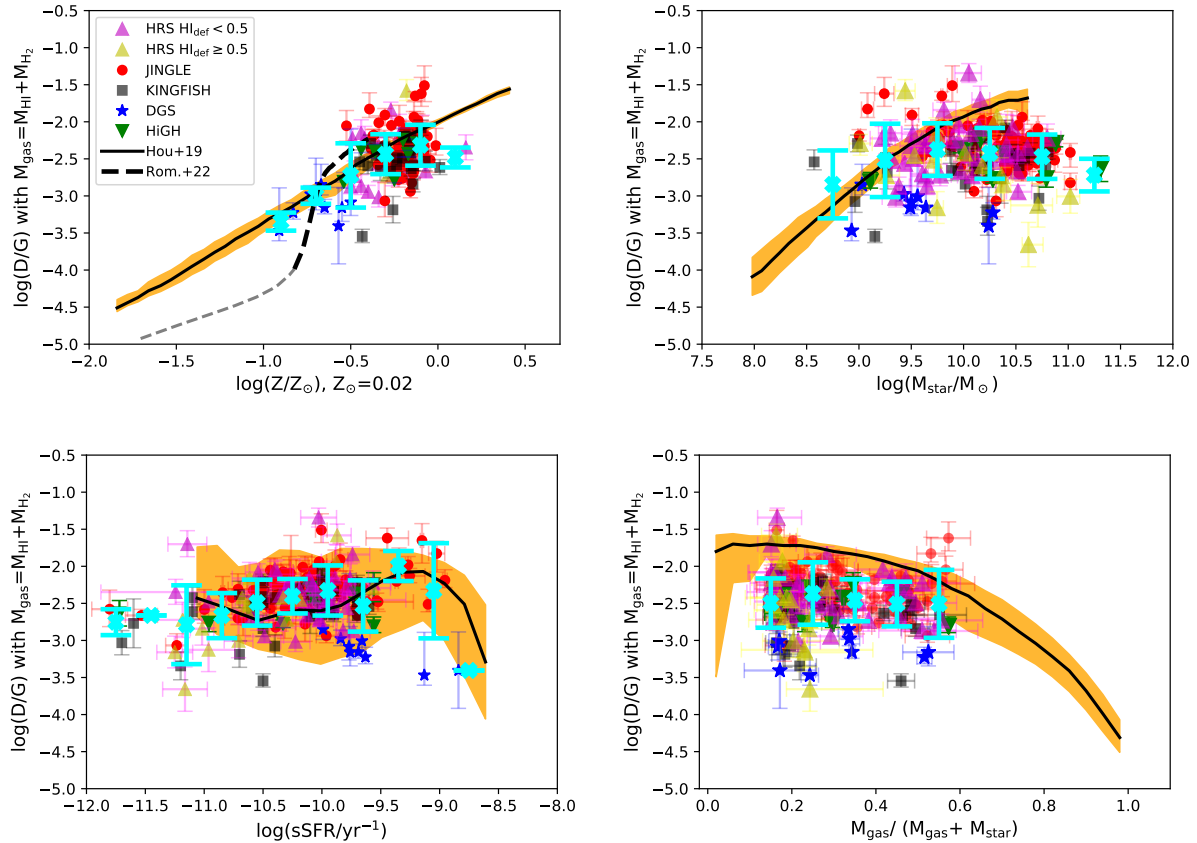 HRS HI_def < 0.5
HRS HI_def ≥ 0.5
JINGLE
KINGFISH
DGS
HiGH
Hou+19
Rom.+22
log(D/G) with M_gas=M_HI+M_H₂
−0.5
−1.0
−1.5
−2.0
−2.5
−3.0
−3.5
−4.0
−4.5
−5.0
−2.0 −1.5 −1.0 −0.5 0.0 0.5
log(Z/Z_⊙), Z_⊙=0.02
log(D/G) with M_gas=M_HI+M_H₂
−0.5
−1.0
−1.5
−2.0
−2.5
−3.0
−3.5
−4.0
−4.5
−5.0
7.5 8.0 8.5 9.0 9.5 10.0 10.5 11.0 11.5 12.0
log(M_star/M_⊙)
log(D/G) with M_gas=M_HI+M_H₂
−0.5
−1.0
−1.5
−2.0
−2.5
−3.0
−3.5
−4.0
−4.5
−5.0
−12.0 −11.5 −11.0 −10.5 −10.0 −9.5 −9.0 −8.5 −8.0
log(sSFR/yr⁻¹)
log(D/G) with M_gas=M_HI+M_H₂
−0.5
−1.0
−1.5
−2.0
−2.5
−3.0
−3.5
−4.0
−4.5
−5.0
0.0 0.2 0.4 0.6 0.8 1.0
M_gas/ (M_gas+ M_star)